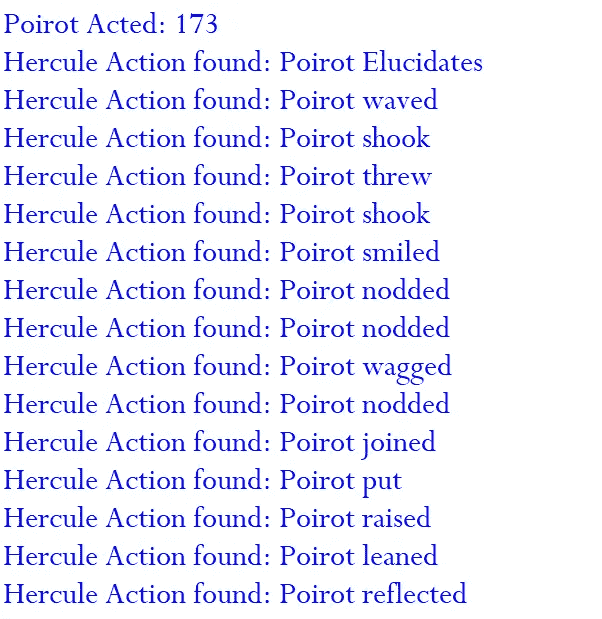 Poirot Acted: 173
Hercule Action found: Poirot Elucidates
Hercule Action found: Poirot waved
Hercule Action found: Poirot shook
Hercule Action found: Poirot threw
Hercule Action found: Poirot shook
Hercule Action found: Poirot smiled
Hercule Action found: Poirot nodded
Hercule Action found: Poirot nodded
Hercule Action found: Poirot wagged
Hercule Action found: Poirot nodded
Hercule Action found: Poirot joined
Hercule Action found: Poirot put
Hercule Action found: Poirot raised
Hercule Action found: Poirot leaned
Hercule Action found: Poirot reflected